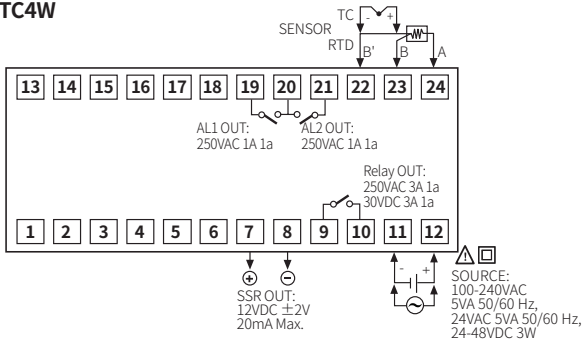 TC4W
TC - +
SENSOR
RTD B' B A
13 14 15 16 17 18 19 20 21 22 23 24
AL1 OUT:
250VAC 1A 1a
AL2 OUT:
250VAC 1A 1a
Relay OUT:
250VAC 3A 1a
30VDC 3A 1a
1 2 3 4 5 6 7 8 9 10 11 12
+ -
SSR OUT:
12VDC ±2V
20mA Max.
- +
SOURCE:
100-240VAC
5VA 50/60 Hz,
24VAC 5VA 50/60 Hz,
24-48VDC 3W